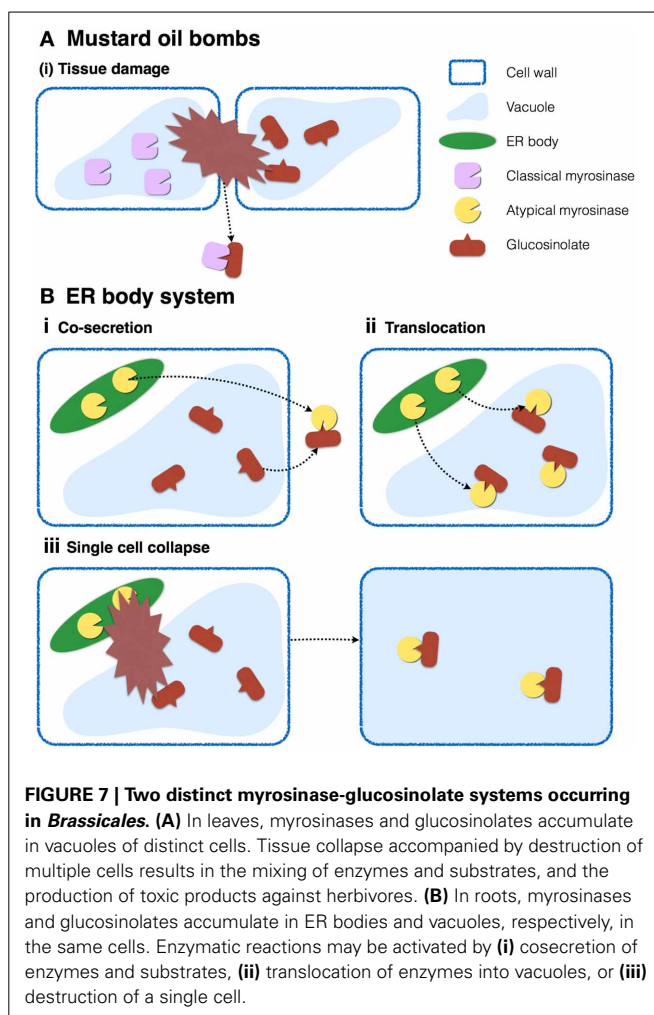 A Mustard oil bombs
(i) Tissue damage
Cell wall
Vacuole
ER body
Classical myrosinase
Atypical myrosinase
Glucosinolate
B ER body system
i Co-secretion
ii Translocation
iii Single cell collapse
FIGURE 7 | Two distinct myrosinase-glucosinolate systems occurring
in Brassicales. (A) In leaves, myrosinases and glucosinolates accumulate
in vacuoles of distinct cells. Tissue collapse accompanied by destruction of
multiple cells results in the mixing of enzymes and substrates, and the
production of toxic products against herbivores. (B) In roots, myrosinases
and glucosinolates accumulate in ER bodies and vacuoles, respectively, in
the same cells. Enzymatic reactions may be activated by (i) cosecretion of
enzymes and substrates, (ii) translocation of enzymes into vacuoles, or (iii)
destruction of a single cell.